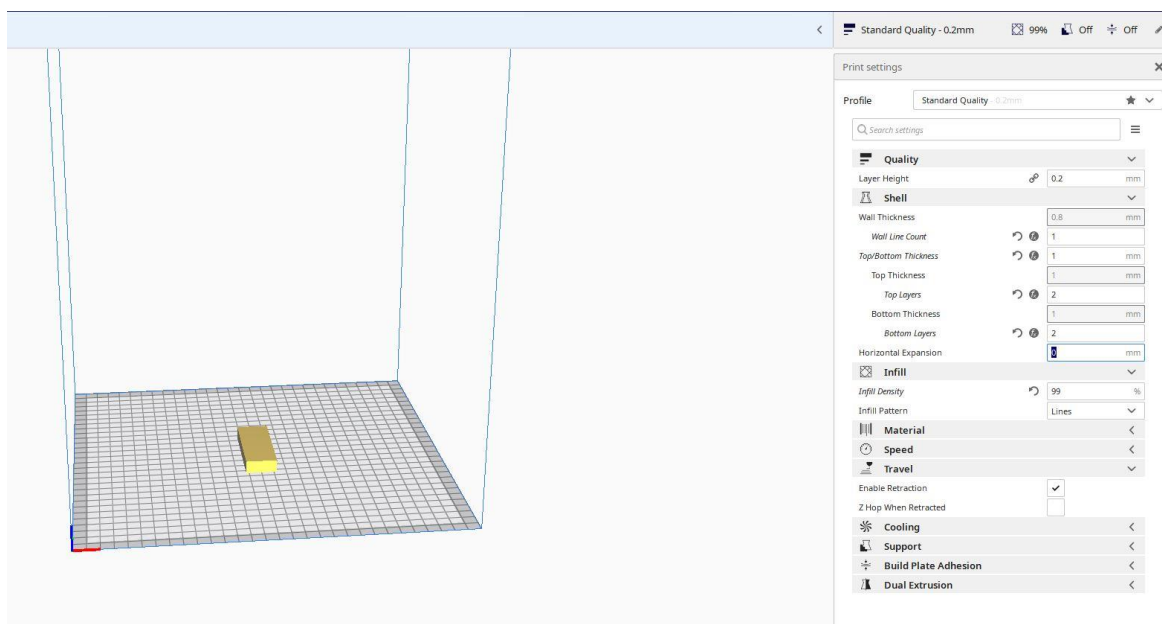 Standard Quality - 0.2mm 99% Off Off
Print settings
Profile Standard Quality - 0.2mm
Search settings
Quality
Layer Height 0.2 mm
Shell
Wall Thickness 0.8 mm
Wall Line Count 1
Top/Bottom Thickness 1 mm
Top Thickness 1 mm
Top Layers 2
Bottom Thickness 1 mm
Bottom Layers 2
Horizontal Expansion 0 mm
Infill
Infill Density 99 %
Infill Pattern Lines
Material
Speed
Travel
Enable Retraction
Z Hop When Retracted
Cooling
Support
Build Plate Adhesion
Dual Extrusion